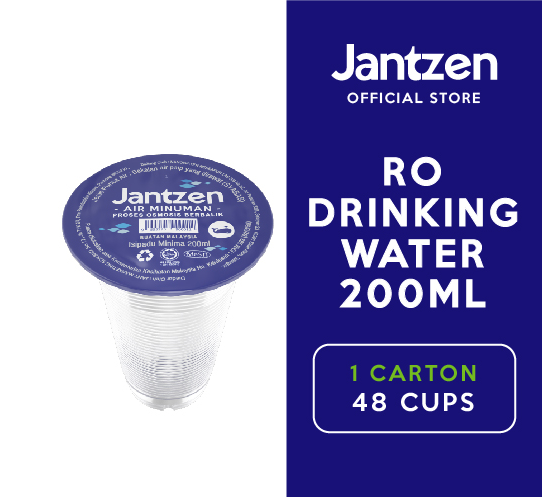 Jantzen
AIR MINUMAN
PROSES OSMOSIS BERBALIK
BUATAN MALAYSIA
Isipadu Minima 200ml
MeSTI
Jantzen
OFFICIAL STORE
RO
DRINKING
WATER
200ML
1 CARTON
48 CUPS